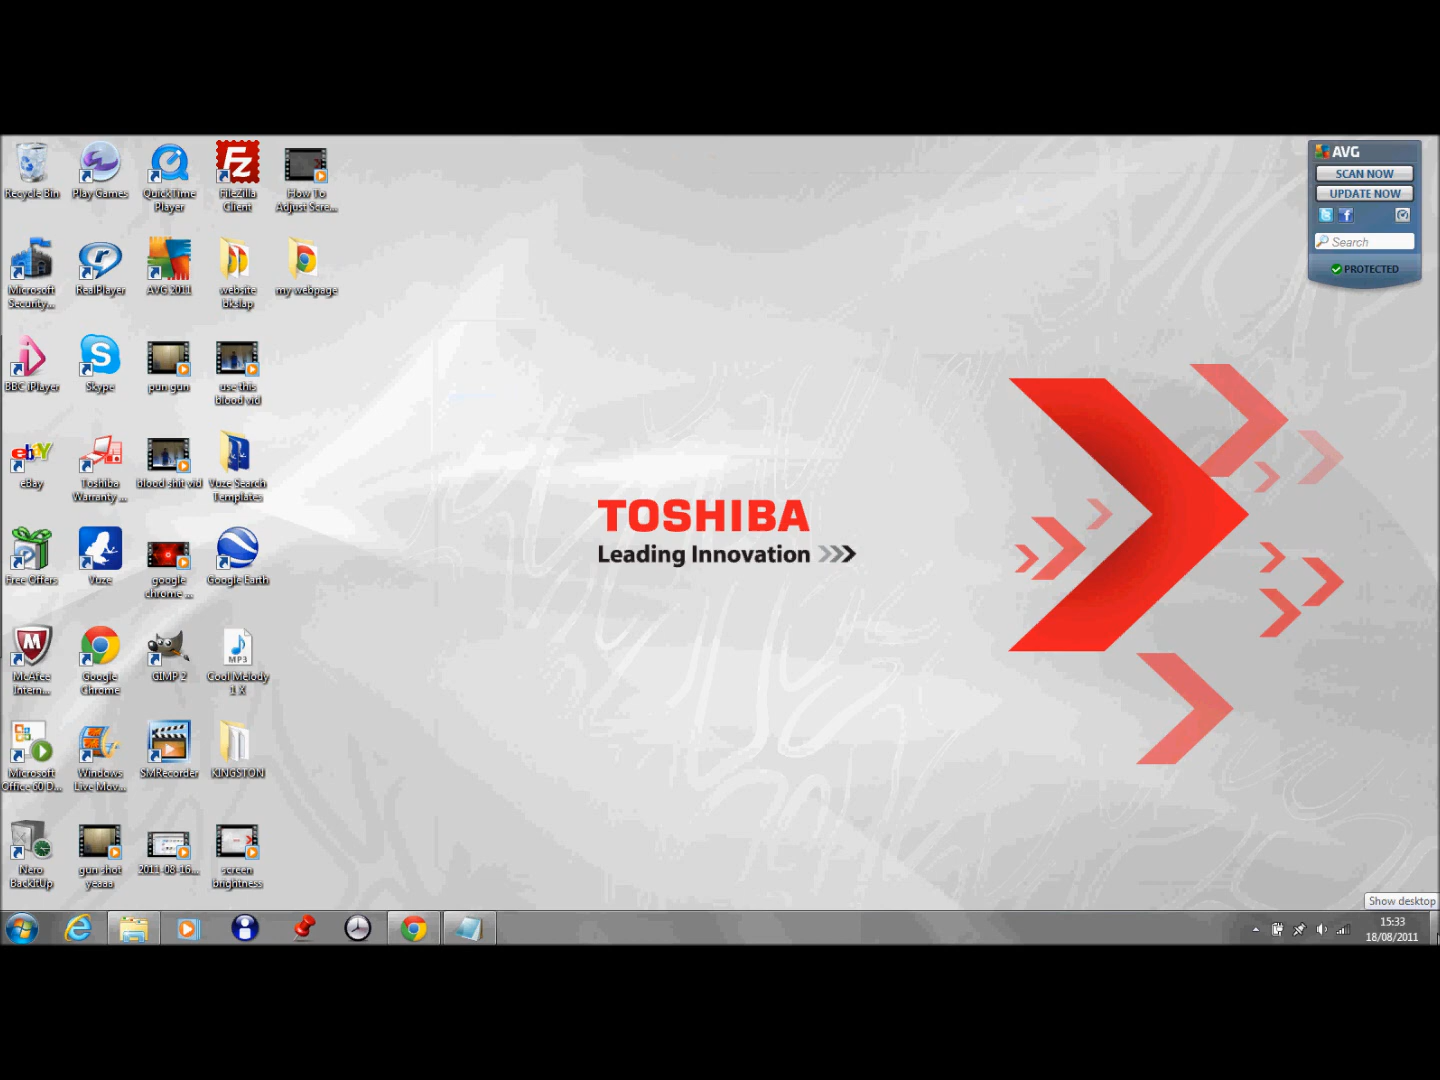 Recycle Bin
Play Games
QuickTime
Player
FileZilla
Client
How To
Adjust Scre...
Microsoft
Security...
RealPlayer
AVG 2011
website
bkslap
my webpage
BBC iPlayer
Skype
pun gun
use this
blood vid
ebay
eBay
Toshiba
Warranty ...
blood shit vid
Vuze Search
Templates
Free Offers
Vuze
google
chrome ...
Google Earth
McAfee
Intern...
Google
Chrome
GIMP 2
MP3
Cool Melody
1 X
Microsoft
Office 60 D...
Windows
Live Mov...
SMRecorder
KINGSTON
Nero
BackItUp
gun shot
yeaaa
2011-08-16...
screen
brightness
TOSHIBA
Leading Innovation
AVG
SCAN NOW
UPDATE NOW
Search
PROTECTED
Show desktop
15:33
18/08/2011